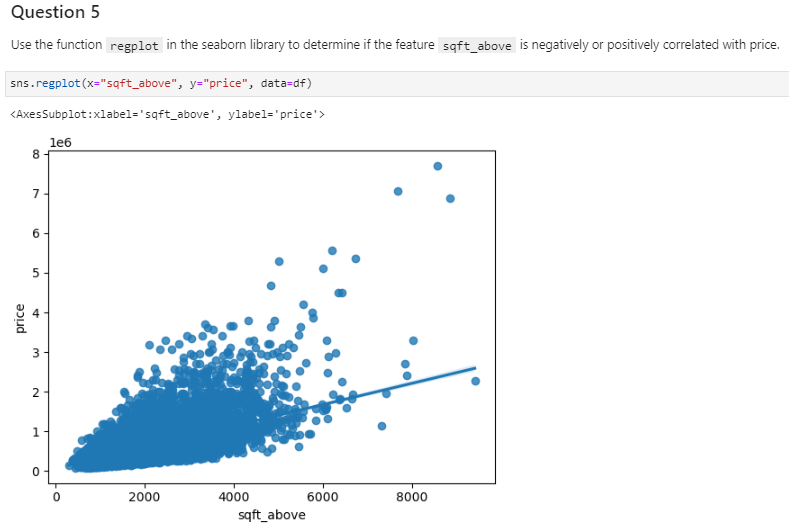 Question 5
Use the function regplot in the seaborn library to determine if the feature sqft_above is negatively or positively correlated with price.
sns.regplot(x="sqft_above", y="price", data=df)
<AxesSubplot:xlabel='sqft_above', ylabel='price'>
1e6
8
7
6
5
4
3
2
1
0
price
0 2000 4000 6000 8000
sqft_above